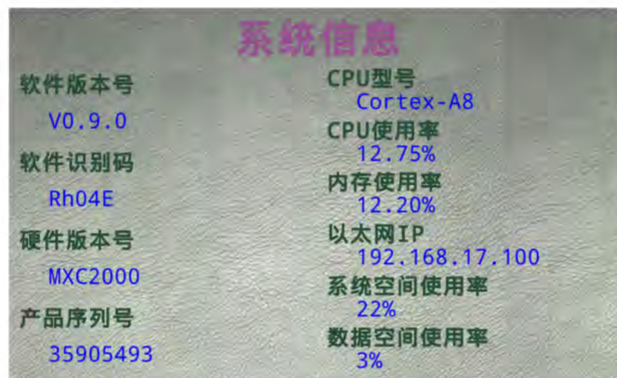 系统信息
软件版本号
V0.9.0
软件识别码
Rh04E
硬件版本号
MXC2000
产品序列号
35905493
CPU型号
Cortex-A8
CPU使用率
12.75%
内存使用率
12.20%
以太网IP
192.168.17.100
系统空间使用率
22%
数据空间使用率
3%